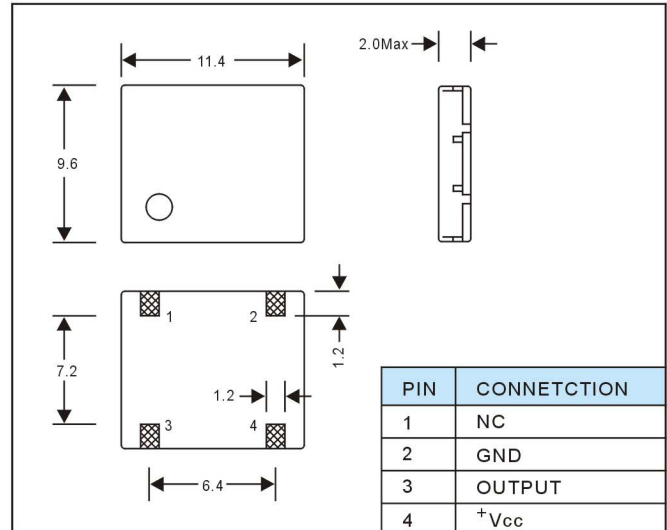 11.4
2.0Max
9.6
1 2
1.2
7.2
1.2
3 4
6.4
PIN CONNETCTION
1 NC
2 GND
3 OUTPUT
4 +Vcc